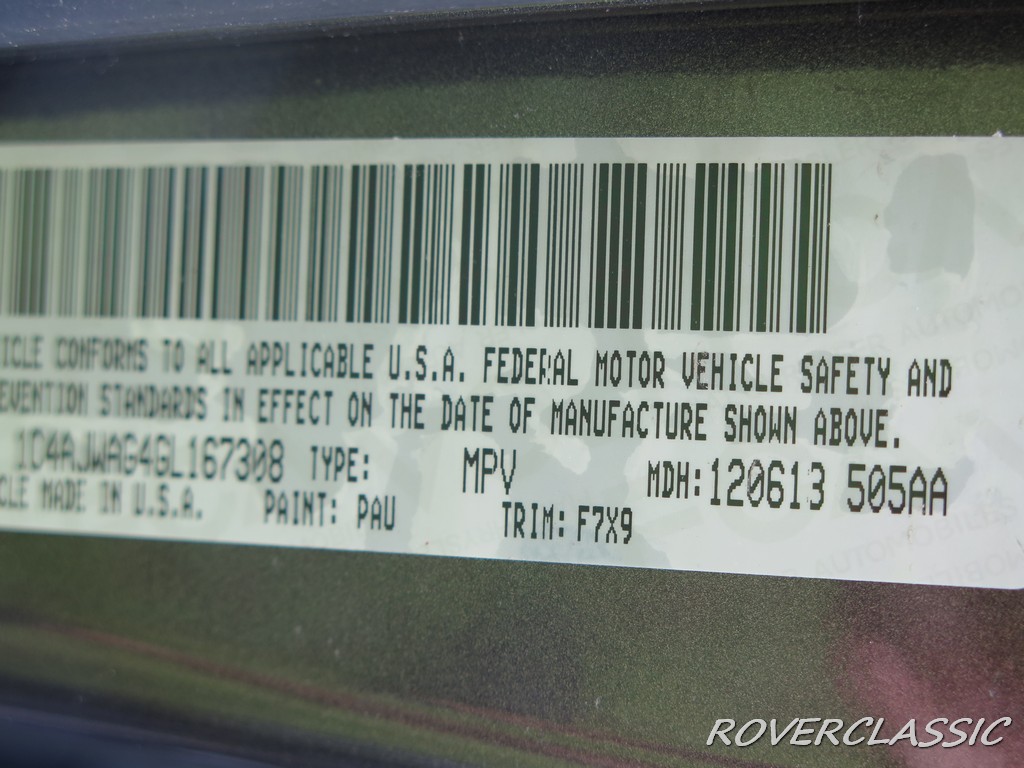 ICLE CONFORMS TO ALL APPLICABLE U.S.A. FEDERAL MOTOR VEHICLE SAFETY AND
EVENTION STANDARDS IN EFFECT ON THE DATE OF MANUFACTURE SHOWN ABOVE.
1C4AJWAG4GL167308 TYPE: MPV MDH:120613 505AA
CLE MADE IN U.S.A. PAINT: PAU TRIM: F7X9
ROVERCLASSIC